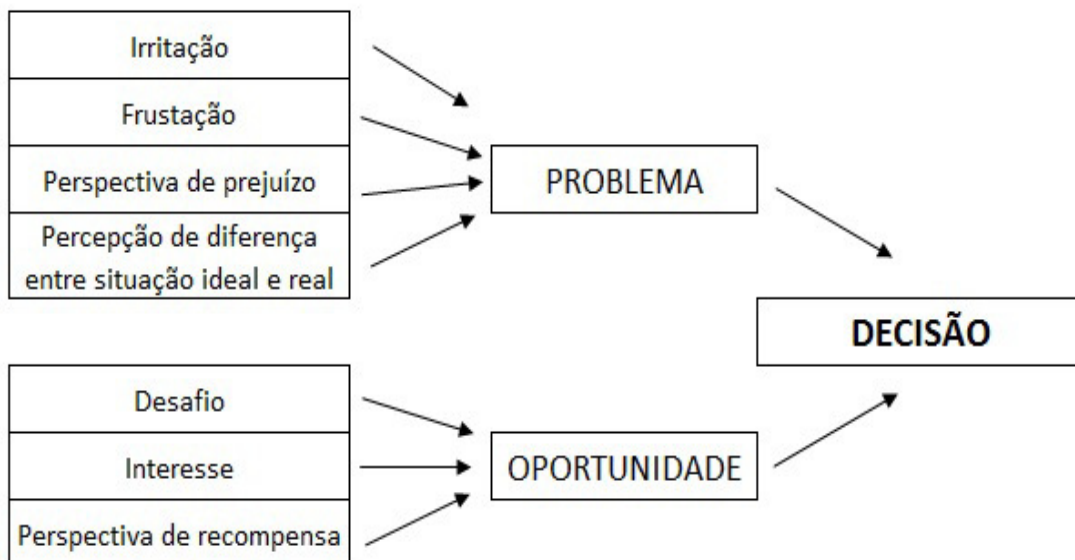 Irritação
Frustação
Perspectiva de prejuízo
Percepção de diferença
entre situação ideal e real
PROBLEMA
DECISÃO
Desafio
Interesse
Perspectiva de recompensa
OPORTUNIDADE